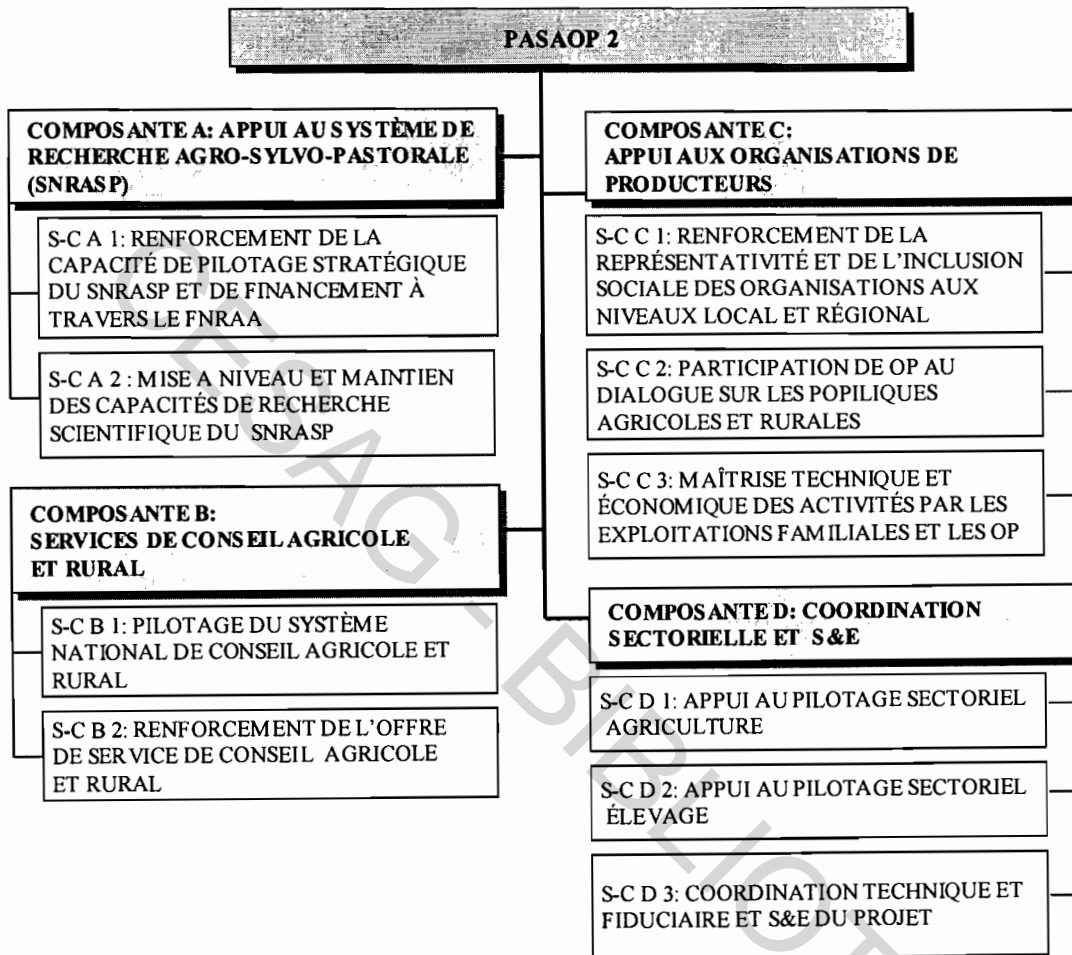 PASAOP 2
COMPOSANTE A: APPUI AU SYSTÈME DE
RECHERCHE AGRO-SYLVO-PASTORALE
(SNRASP)
S-C A 1: RENFORCEMENT DE LA
CAPACITÉ DE PILOTAGE STRATÉGIQUE
DU SNRASP ET DE FINANCEMENT À
TRAVERS LE FNRAA
S-C A 2 : MISE A NIVEAU ET MAINTIEN
DES CAPACITÉS DE RECHERCHE
SCIENTIFIQUE DU SNRASP
COMPOSANTE B:
SERVICES DE CONSEIL AGRICOLE
ET RURAL
S-C B 1: PILOTAGE DU SYSTÈME
NATIONAL DE CONSEIL AGRICOLE ET
RURAL
S-C B 2: RENFORCEMENT DE L'OFFRE
DE SERVICE DE CONSEIL AGRICOLE
ET RURAL
COMPOSANTE C:
APPUI AUX ORGANISATIONS DE
PRODUCTEURS
S-C C 1: RENFORCEMENT DE LA
REPRÉSENTATIVITÉ ET DE L'INCLUSION
SOCIALE DES ORGANISATIONS AUX
NIVEAUX LOCAL ET RÉGIONAL
S-C C 2: PARTICIPATION DE OP AU
DIALOGUE SUR LES POPILIQUES
AGRICOLES ET RURALES
S-C C 3: MAÎTRISE TECHNIQUE ET
ÉCONOMIQUE DES ACTIVITÉS PAR LES
EXPLOITATIONS FAMILIALES ET LES OP
COMPOSANTE D: COORDINATION
SECTORIELLE ET S&E
S-C D 1: APPUI AU PILOTAGE SECTORIEL
AGRICULTURE
S-C D 2: APPUI AU PILOTAGE SECTORIEL
ÉLEVAGE
S-C D 3: COORDINATION TECHNIQUE ET
FIDUCIAIRE ET S&E DU PROJET
CESAG - BIBLIOT